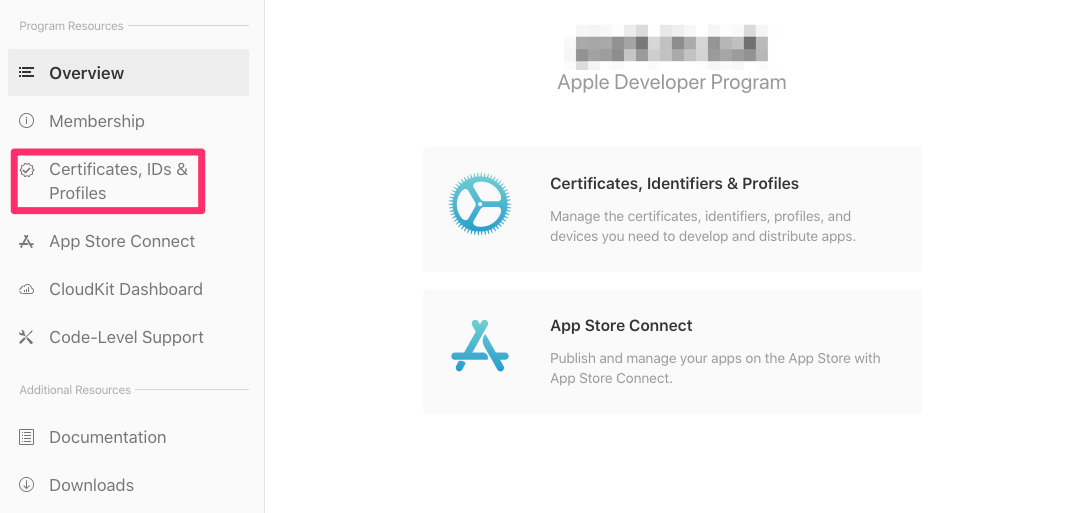 Program Resources
Overview
Membership
Certificates, IDs &
Profiles
App Store Connect
CloudKit Dashboard
Code-Level Support
Additional Resources
Documentation
Downloads
Apple Developer Program
Certificates, Identifiers & Profiles
Manage the certificates, identifiers, profiles, and
devices you need to develop and distribute apps.
App Store Connect
Publish and manage your apps on the App Store with
App Store Connect.